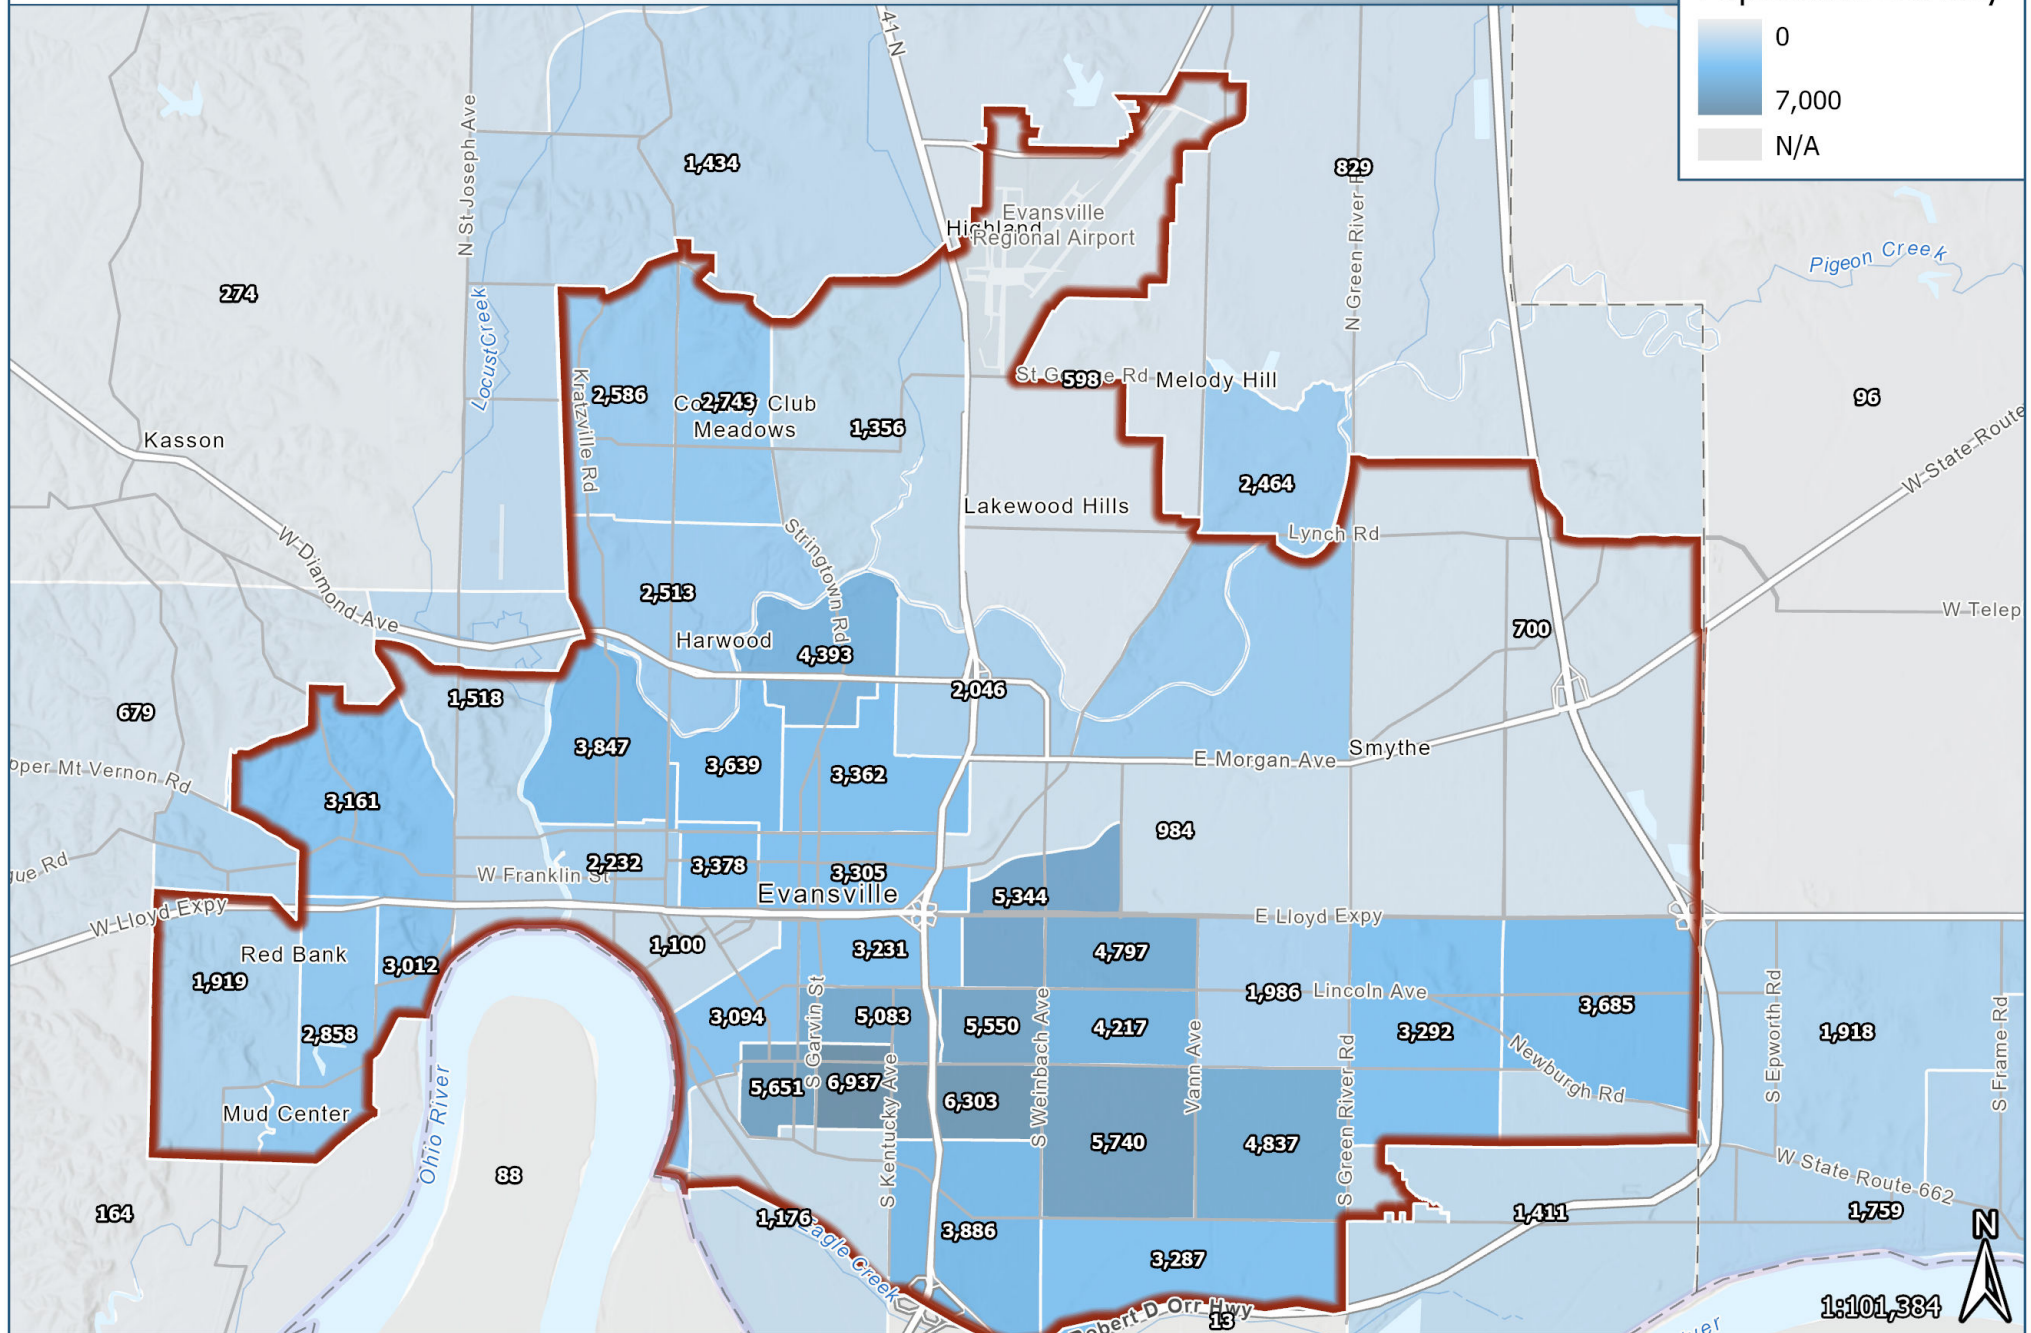 0
7,000
N/A
41 N
N St Joseph Ave
1,434
829
Evansville
Regional Airport
Highland
N Green River R
Pigeon Creek
274
Locust Creek
Kratzville Rd
2,586
2,743
Meadows
1,356
598
Melody Hill
96
W State Route
Kasson
2,464
Lakewood Hills
Lynch Rd
W Diamond Ave
Stringtown Rd
2,513
Harwood
4,393
700
W Telep
679
1,518
2,046
3,847
3,639
3,362
E Morgan Ave
Smythe
pper Mt Vernon Rd
3,161
984
gue Rd
W Franklin St
2,232
3,378
3,305
Evansville
5,344
W Lloyd Expy
E Lloyd Expy
Red Bank
1,919
3,012
1,100
3,231
4,797
1,986
Lincoln Ave
3,685
2,858
3,094
S Garvin St
5,083
5,550
S Weinbach Ave
4,217
Vann Ave
3,292
S Green River Rd
Newburgh Rd
S Epworth Rd
1,918
S Frame Rd
Mud Center
Ohio River
5,651
6,937
S Kentucky Ave
6,303
5,740
4,837
88
164
1,176
Eagle Creek
3,886
3,287
1,411
W State Route 662
1,759
N
Robert D Orr Hwy
13
1:101,384